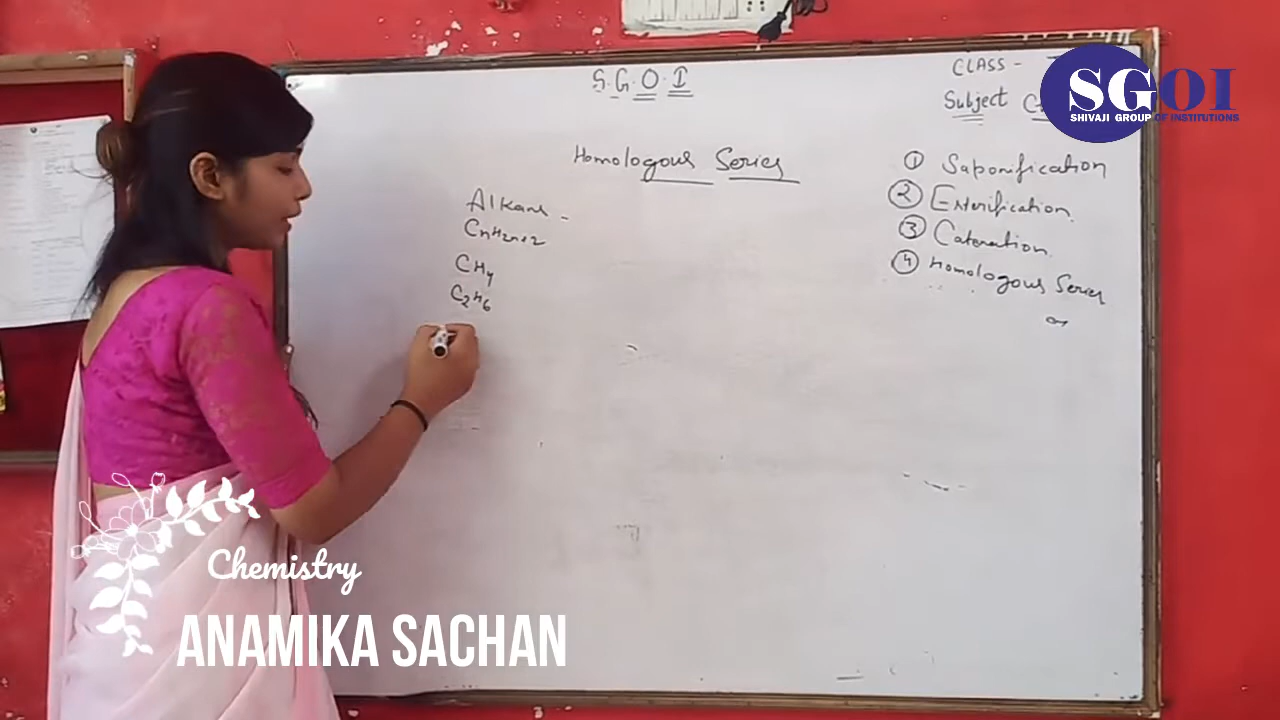 S.G.O.I
CLASS -
Subject
SGOI
SHIVAJI GROUP OF INSTITUTIONS
Homologous Series
Alkane -
CnH2n+2
CH4
C2H6
① Saponification
② Esterification
③ Catenation
④ Homologous Series
Chemistry
ANAMIKA SACHAN